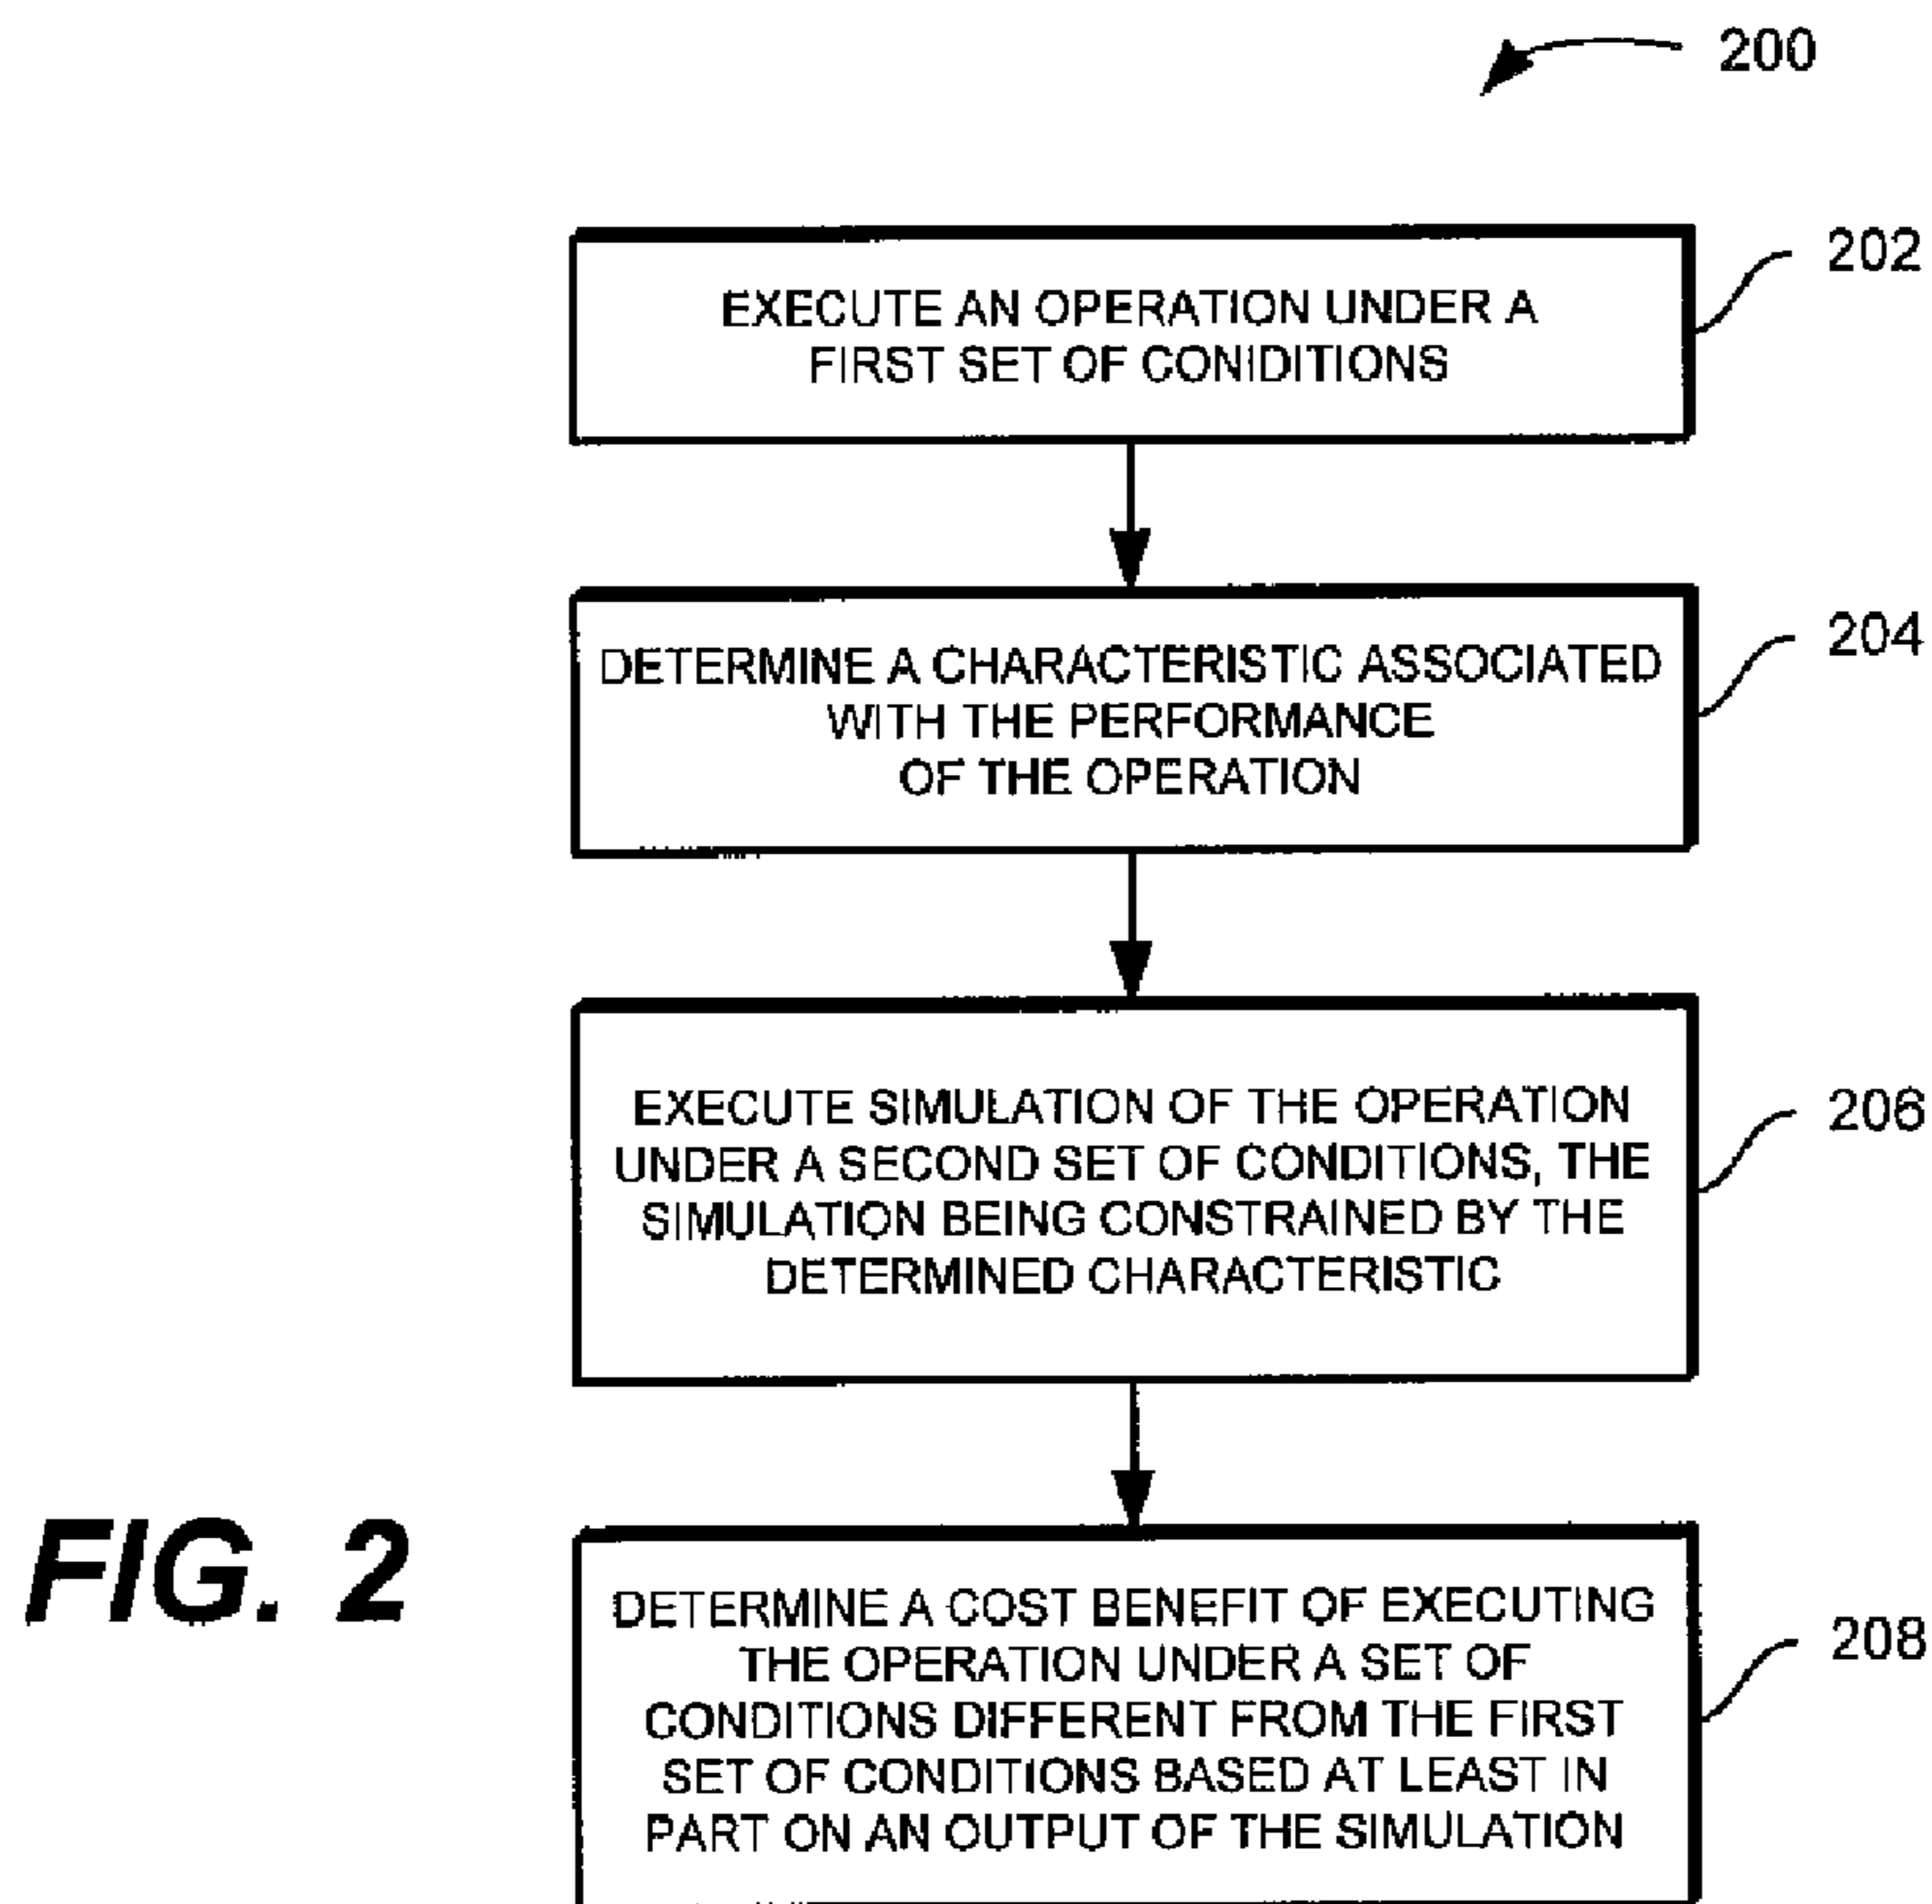 200
202
EXECUTE AN OPERATION UNDER A
FIRST SET OF CONIDITIONS
204
DETERMINE A CHARACTERISTIC ASSOCIATED
WITH THE PERFORMANCE
OF THE OPERATION
206
EXECUTE SIMULATION OF THE OPERATION
UNDER A SECOND SET OF CONDITIONS, THE
SIMULATION BEING CONSTRAINED BY THE
DETERMINED CHARACTERISTIC
208
DETERMINE A COST BENEFIT OF EXECUTING
THE OPERATION UNDER A SET OF
CONDITIONS DIFFERENT FROM THE FIRST
SET OF CONDITIONS BASED AT LEAST IN
PART ON AN OUTPUT OF THE SIMULATION
FIG. 2